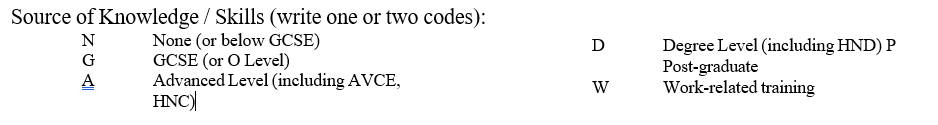 Source of Knowledge / Skills (write one or two codes):
N None (or below GCSE)
G GCSE (or O Level)
A Advanced Level (including AVCE,
HNC)
D Degree Level (including HND) P
Post-graduate
W Work-related training